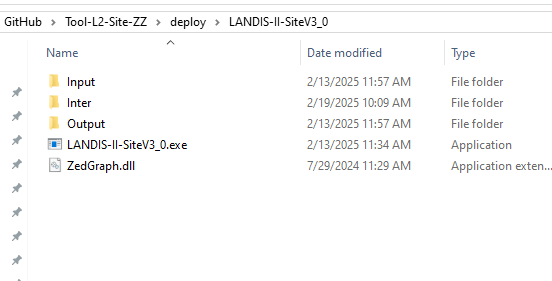 GitHub > Tool-L2-Site-ZZ > deploy > LANDIS-II-SiteV3_0
Name Date modified Type
Input 2/13/2025 11:57 AM File folder
Inter 2/19/2025 10:09 AM File folder
Output 2/13/2025 11:57 AM File folder
LANDIS-II-SiteV3_0.exe 2/13/2025 11:34 AM Application
ZedGraph.dll 7/29/2024 11:29 AM Application exten...